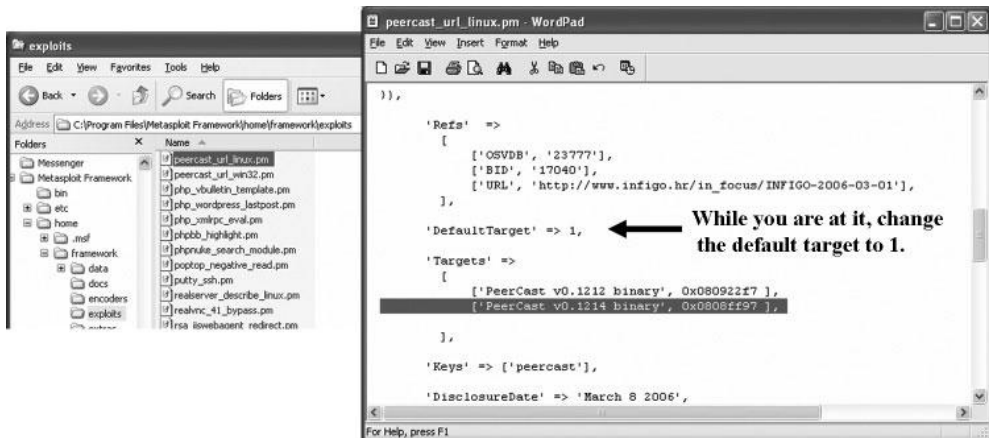 exploits
File Edit View Favorites Tools Help
Back Search Folders
Address C:\Program Files\Metasploit Framework\home\framework\exploits
Folders X Name
Messenger
Metasploit Framework
bin
etc
home
.msf
framework
data
docs
encoders
exploits
extras
peercast_url_linux.pm
peercast_url_win32.pm
php_vbulletin_template.pm
php_wordpress_lastpost.pm
php_xmlrpc_eval.pm
phpbb_highlight.pm
phpnuke_search_module.pm
poptop_negative_read.pm
putty_ssh.pm
realserver_describe_linux.pm
realvnc_41_bypass.pm
rsa_iiswebagent_redirect.pm
peercast_url_linux.pm - WordPad
File Edit View Insert Format Help
}},
'Refs' =>
[
['OSVDB', '23777'],
['BID', '17040'],
['URL', 'http://www.infigo.hr/in_focus/INFIGO-2006-03-01'],
],
'DefaultTarget' => 1,
While you are at it, change
the default target to 1.
'Targets' =>
[
['PeerCast v0.1212 binary', 0x080922f7 ],
['PeerCast v0.1214 binary', 0x0808ff97 ],
],
'Keys' => ['peercast'],
'DisclosureDate' => 'March 8 2006',
For Help, press F1